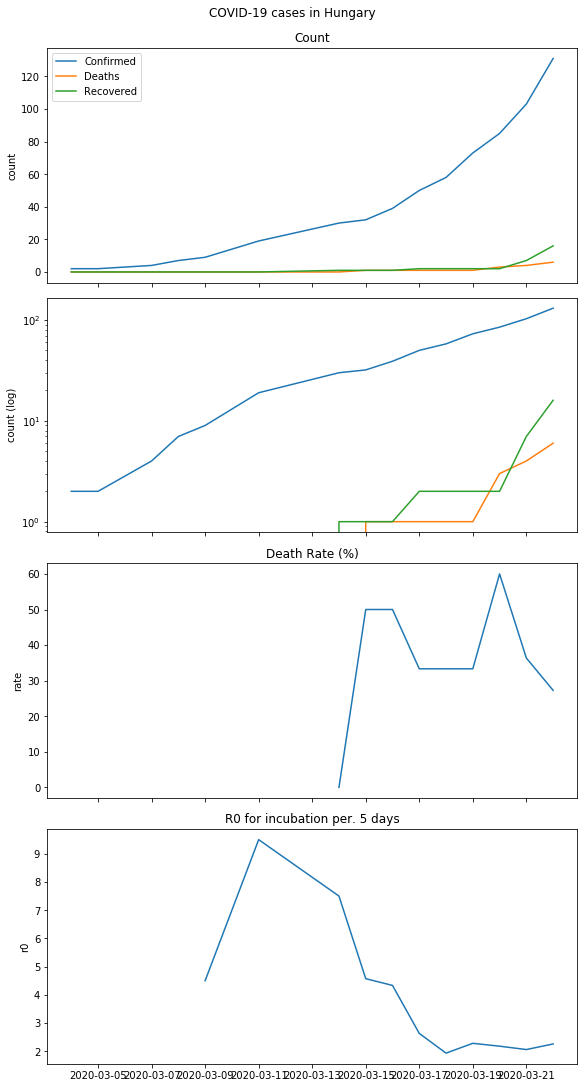 COVID-19 cases in Hungary
Count
Confirmed
Deaths
Recovered
120
100
80
60
40
20
0
count
10²
10¹
10⁰
count (log)
Death Rate (%)
60
50
40
30
20
10
0
rate
R0 for incubation per. 5 days
9
8
7
6
5
4
3
2
r0
2020-03-05 2020-03-07 2020-03-09 2020-03-11 2020-03-13 2020-03-15 2020-03-17 2020-03-19 2020-03-21